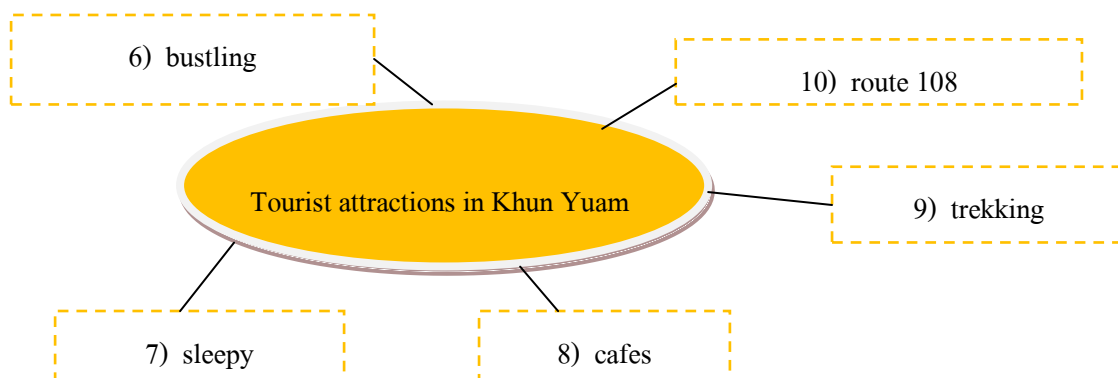 6) bustling
10) route 108
Tourist attractions in Khun Yuam
9) trekking
7) sleepy
8) cafes